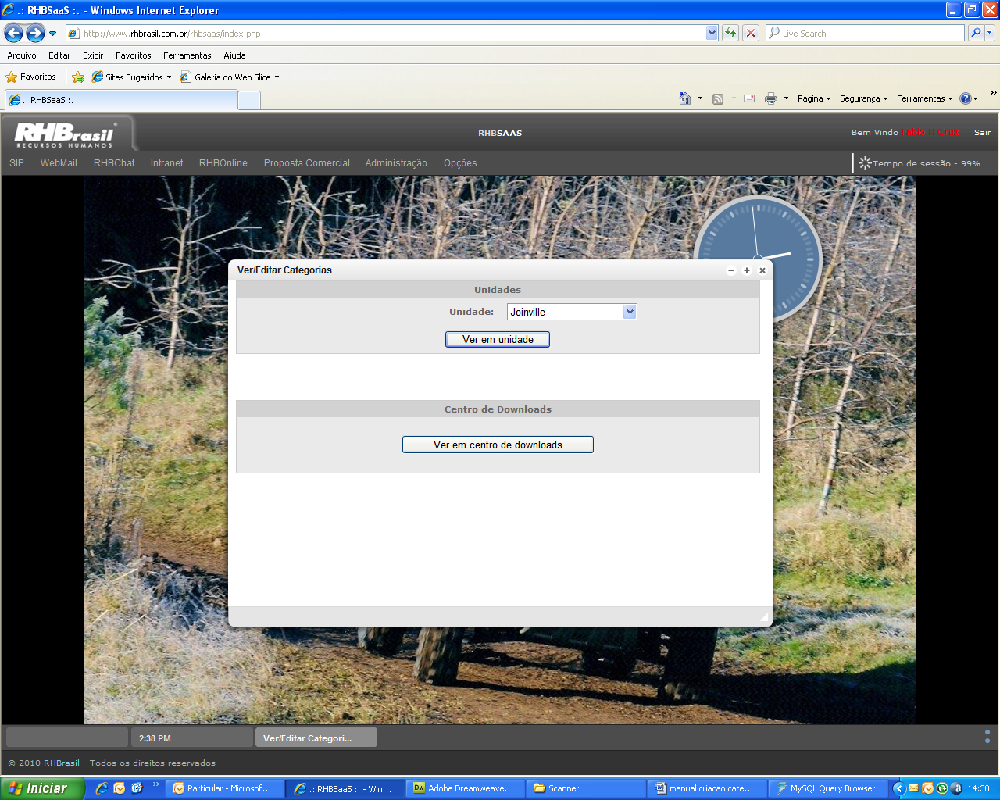 .: RHBSaaS :. - Windows Internet Explorer
http://www.rhbrasil.com.br/rhbsaas/index.php
Live Search
Arquivo Editar Exibir Favoritos Ferramentas Ajuda
Favoritos Sites Sugeridos Galeria do Web Slice
.: RHBSaaS :.
Página Segurança Ferramentas
RHBrasil
RECURSOS HUMANOS
RHBSAAS
Bem Vindo Fabio H Cruz Sair
SIP WebMail RHBChat Intranet RHBOnline Proposta Comercial Administração Opções
Tempo de sessão - 99%
Ver/Editar Categorias
Unidades
Unidade: Joinville
Ver em unidade
Centro de Downloads
Ver em centro de downloads
2:38 PM Ver/Editar Categori...
© 2010 RHBrasil - Todos os direitos reservados
Iniciar Particular - Microsof... .: RHBSaaS :. - Win... Adobe Dreamweave... Scanner manual criacao cate... MySQL Query Browser 14:38